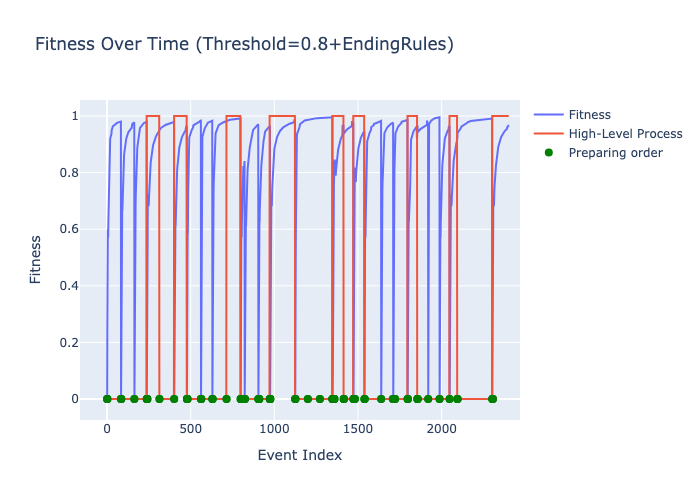 Fitness Over Time (Threshold=0.8+EndingRules)
Fitness
High-Level Process
Preparing order
1
0.8
0.6
0.4
0.2
0
Fitness
0
500
1000
1500
2000
Event Index